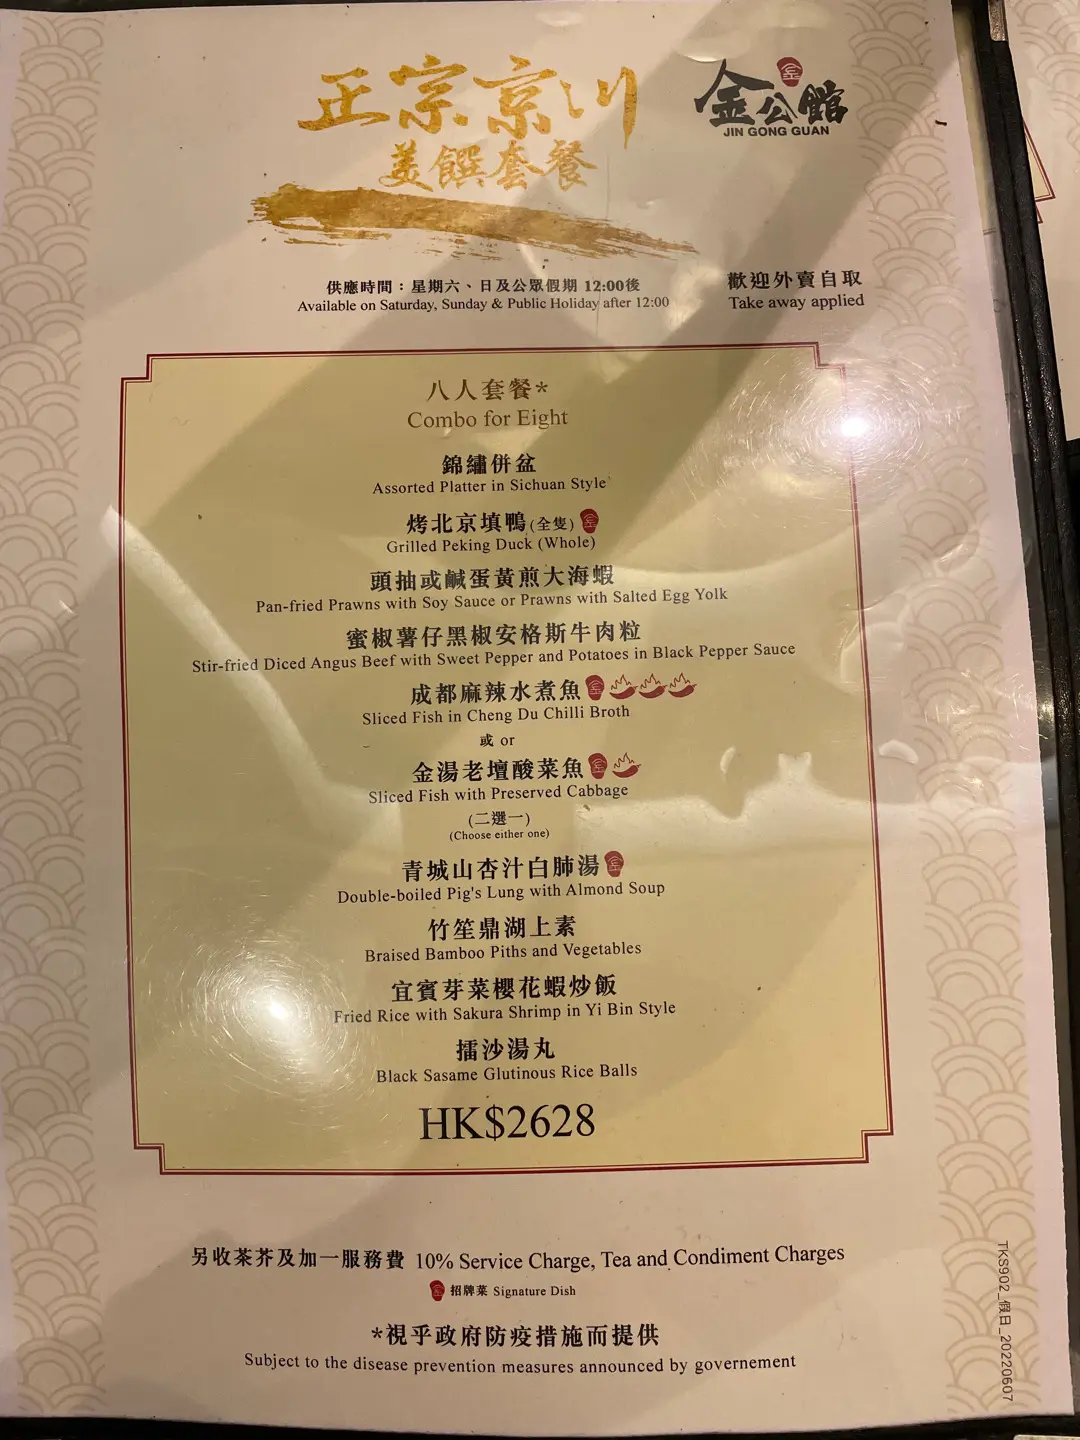 正宗京川
美饌套餐
金公館
JIN GONG GUAN
供應時間：星期六、日及公眾假期 12:00後
Available on Saturday, Sunday & Public Holiday after 12:00
歡迎外賣自取
Take away applied
八人套餐*
Combo for Eight
錦繡併盆
Assorted Platter in Sichuan Style
烤北京填鴨(全隻)
Grilled Peking Duck (Whole)
頭抽或鹹蛋黃煎大海蝦
Pan-fried Prawns with Soy Sauce or Prawns with Salted Egg Yolk
蜜椒薯仔黑椒安格斯牛肉粒
Stir-fried Diced Angus Beef with Sweet Pepper and Potatoes in Black Pepper Sauce
成都麻辣水煮魚
Sliced Fish in Cheng Du Chilli Broth
或 or
金湯老壇酸菜魚
Sliced Fish with Preserved Cabbage
(二選一)
(Choose either one)
青城山杏汁白肺湯
Double-boiled Pig's Lung with Almond Soup
竹笙鼎湖上素
Braised Bamboo Piths and Vegetables
宜賓芽菜櫻花蝦炒飯
Fried Rice with Sakura Shrimp in Yi Bin Style
擂沙湯丸
Black Sasame Glutinous Rice Balls
HK$2628
另收茶芥及加一服務費 10% Service Charge, Tea and Condiment Charges
招牌菜 Signature Dish
*視乎政府防疫措施而提供
Subject to the disease prevention measures announced by governement
TKS902_假日_20220607